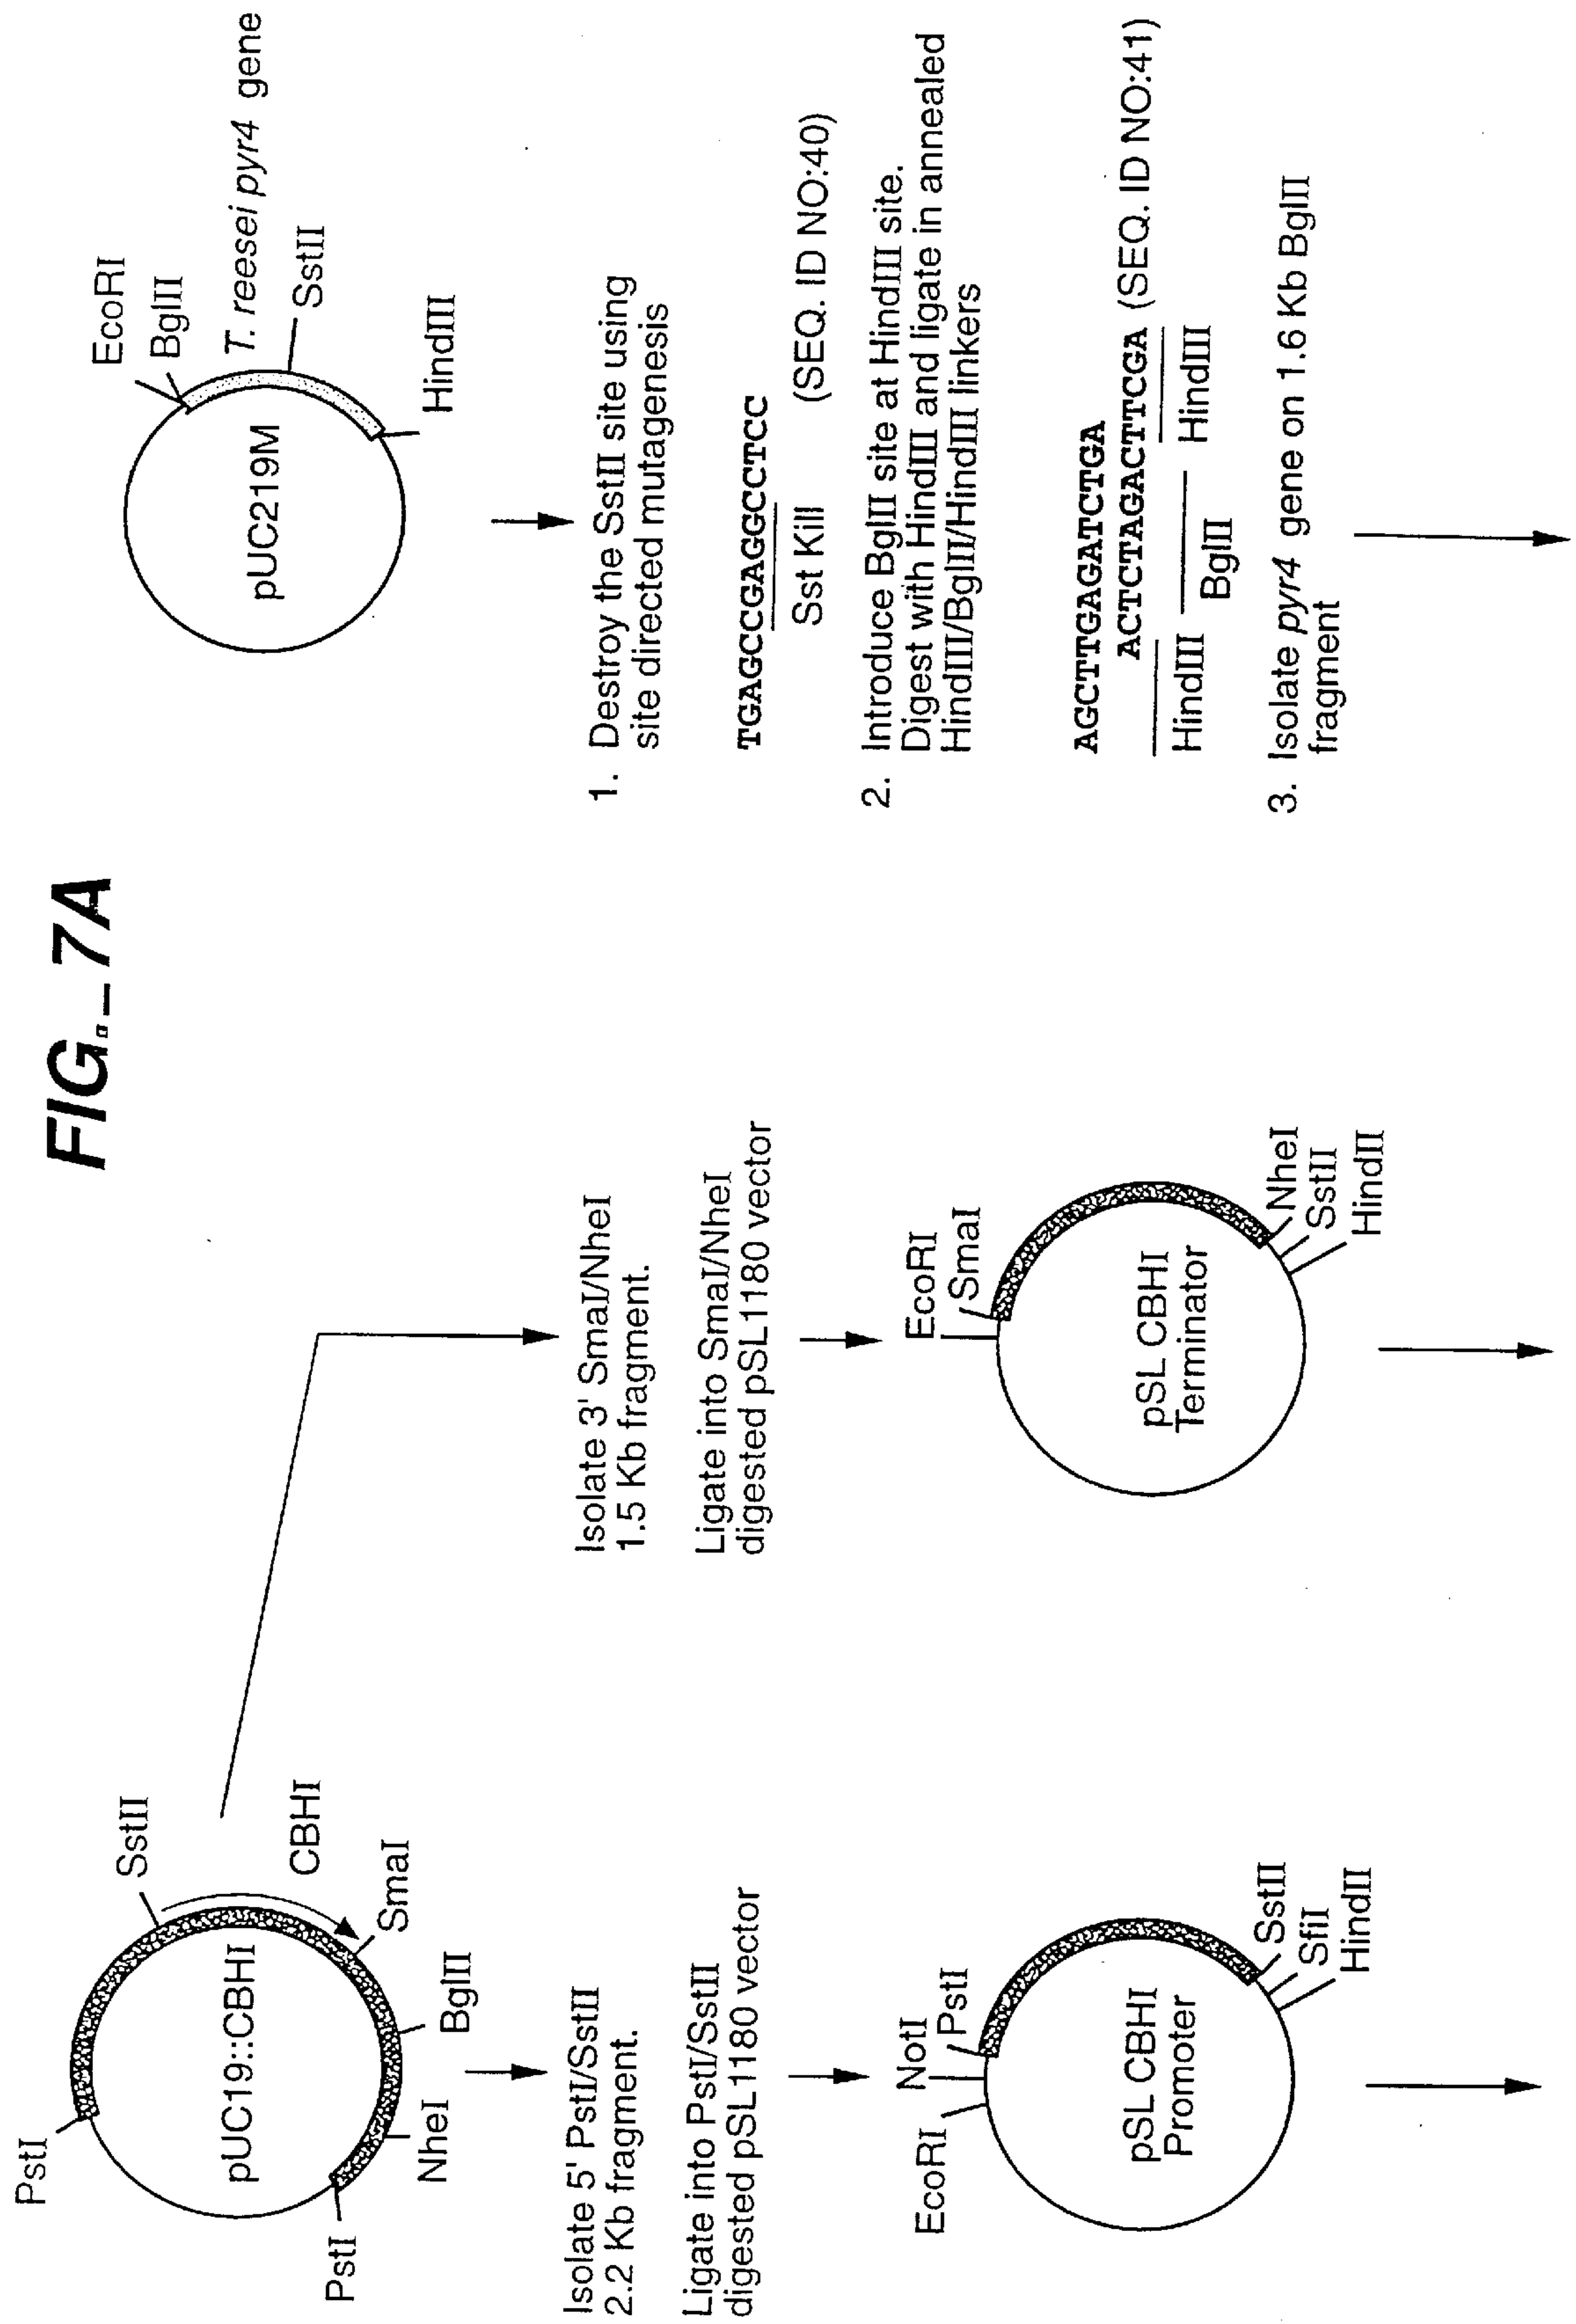 FIG._7A
PstI
SstII
CBHI
SmaI
BglII
NheI
PstI
pUC19::CBHI
Isolate 5' PstI/SstII
2.2 Kb fragment.
Ligate into PstI/SstII
digested pSL1180 vector
EcoRI
NotI
PstI
SstII
SfiI
HindII
pSL CBHI
Promoter
Isolate 3' SmaI/NheI
1.5 Kb fragment.
Ligate into SmaI/NheI
digested pSL1180 vector
EcoRI
SmaI
NheI
SstII
HindII
pSL CBHI
Terminator
EcoRI
BglII
T. reesei pyr4 gene
SstII
HindIII
pUC219M
1. Destroy the SstII site using
site directed mutagenesis
TGAGCCGAGGCCTCC
Sst Kill (SEQ. ID NO:40)
2. Introduce BglII site at HindIII site.
Digest with HindIII and ligate in annealed
HindIII/BglII/HindIII linkers
AGCTTGAGATCTGA
ACTCTAGACTTCGA (SEQ. ID NO:41)
HindIII BglII HindIII
3. Isolate pyr4 gene on 1.6 Kb BglII
fragment